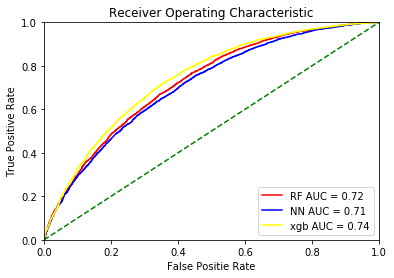 Receiver Operating Characteristic
True Positive Rate
1.0
0.8
0.6
0.4
0.2
0.0
RF AUC = 0.72
NN AUC = 0.71
xgb AUC = 0.74
0.0 0.2 0.4 0.6 0.8 1.0
False Positie Rate